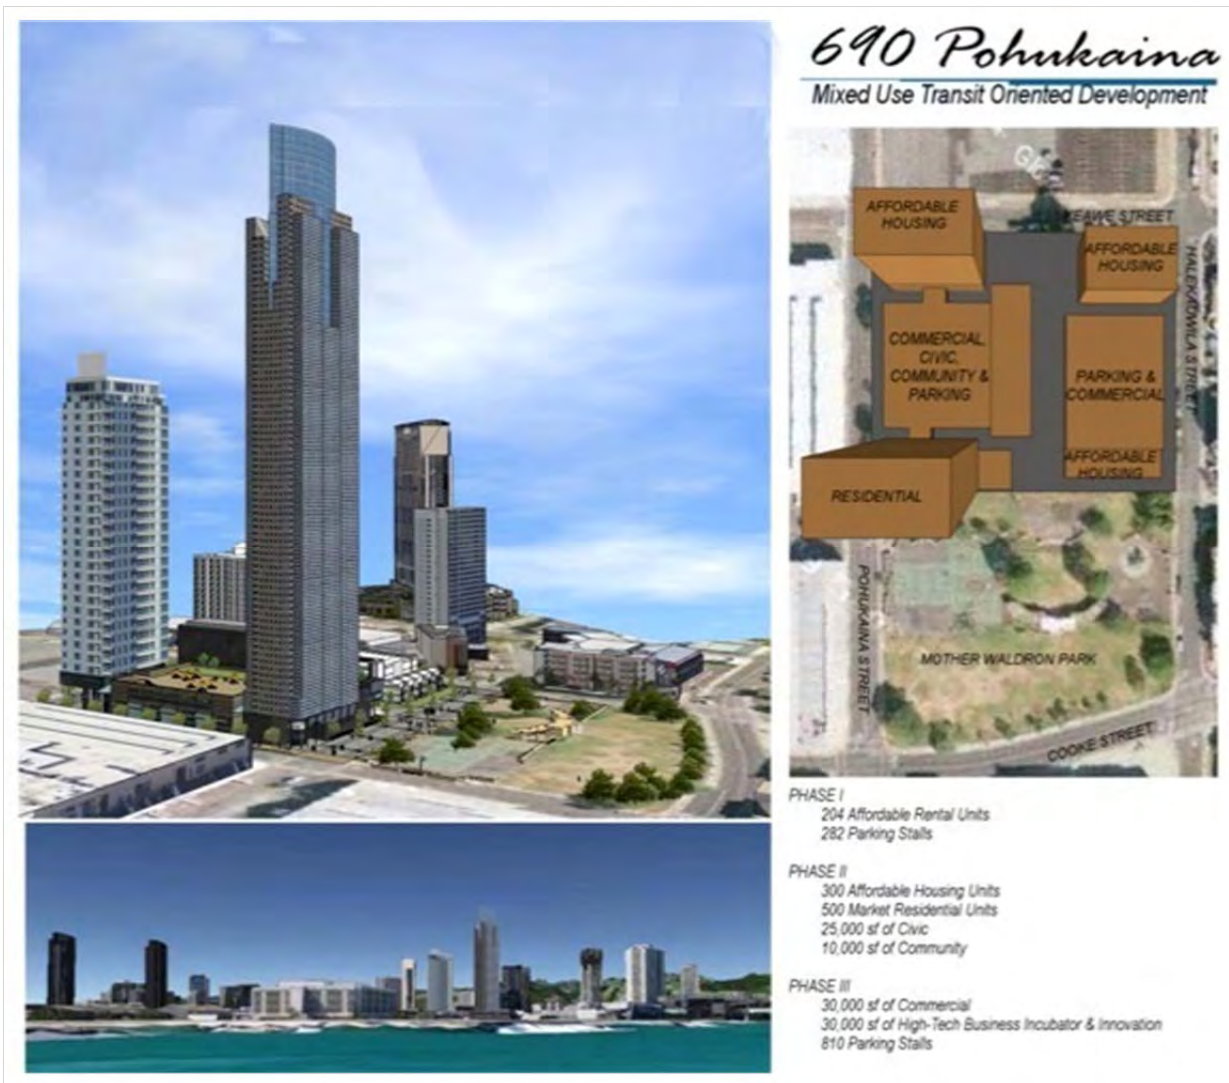 690 Pohukaina
Mixed Use Transit Oriented Development
AFFORDABLE
HOUSING
KEAWE STREET
AFFORDABLE
HOUSING
HALEKAUWILA STREET
COMMERCIAL,
CIVIC,
COMMUNITY &
PARKING
PARKING &
COMMERCIAL
AFFORDABLE
HOUSING
RESIDENTIAL
POHUKAINA STREET
MOTHER WALDRON PARK
COOKE STREET
PHASE I
204 Affordable Rental Units
282 Parking Stalls
PHASE II
300 Affordable Housing Units
500 Market Residential Units
25,000 sf of Civic
10,000 sf of Community
PHASE III
30,000 sf of Commercial
30,000 sf of High-Tech Business Incubator & Innovation
810 Parking Stalls